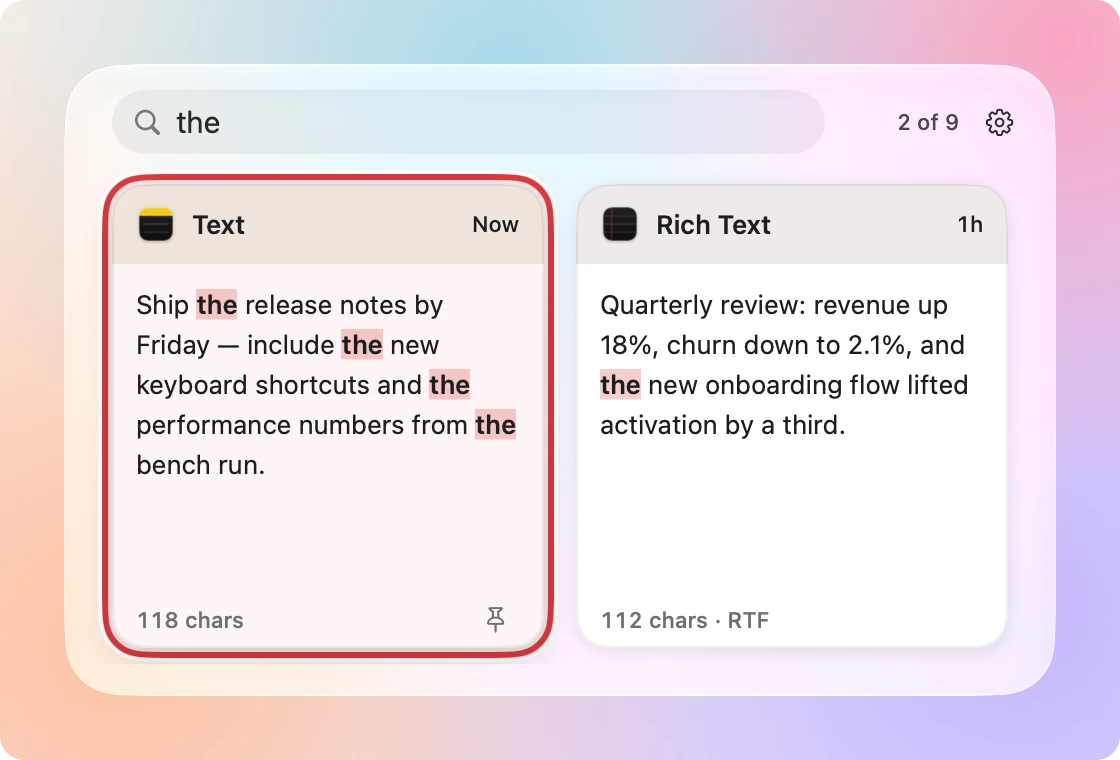 the
2 of 9
Text
Now
Ship the release notes by
Friday — include the new
keyboard shortcuts and the
performance numbers from the
bench run.
118 chars
Rich Text
1h
Quarterly review: revenue up
18%, churn down to 2.1%, and
the new onboarding flow lifted
activation by a third.
112 chars · RTF